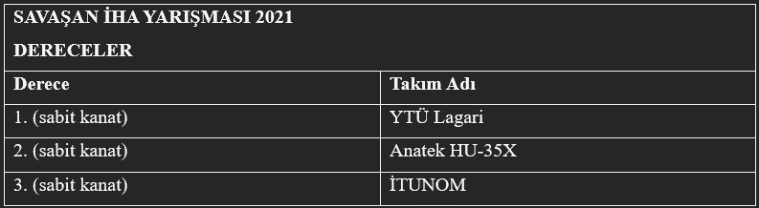 SAVAŞAN İHA YARIŞMASI 2021
DERECELER
Derece Takım Adı
1. (sabit kanat) YTÜ Lagari
2. (sabit kanat) Anatek HU-35X
3. (sabit kanat) İTUNOM